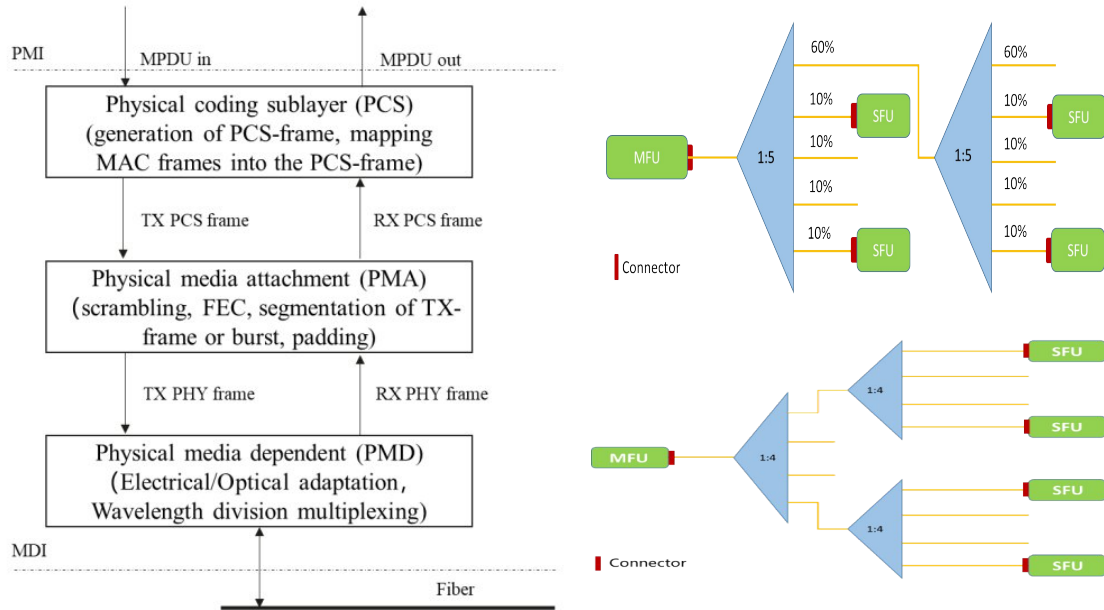 PMI
MPDU in
MPDU out
Physical coding sublayer (PCS)
(generation of PCS-frame, mapping
MAC frames into the PCS-frame)
TX PCS frame
RX PCS frame
Physical media attachment (PMA)
(scrambling, FEC, segmentation of TX-
frame or burst, padding)
TX PHY frame
RX PHY frame
Physical media dependent (PMD)
(Electrical/Optical adaptation,
Wavelength division multiplexing)
MDI
Fiber
60%
10%
SFU
10%
MFU
1:5
10%
10%
SFU
60%
10%
SFU
10%
1:5
10%
10%
SFU
Connector
SFU
1:4
SFU
MFU
1:4
SFU
1:4
SFU
Connector